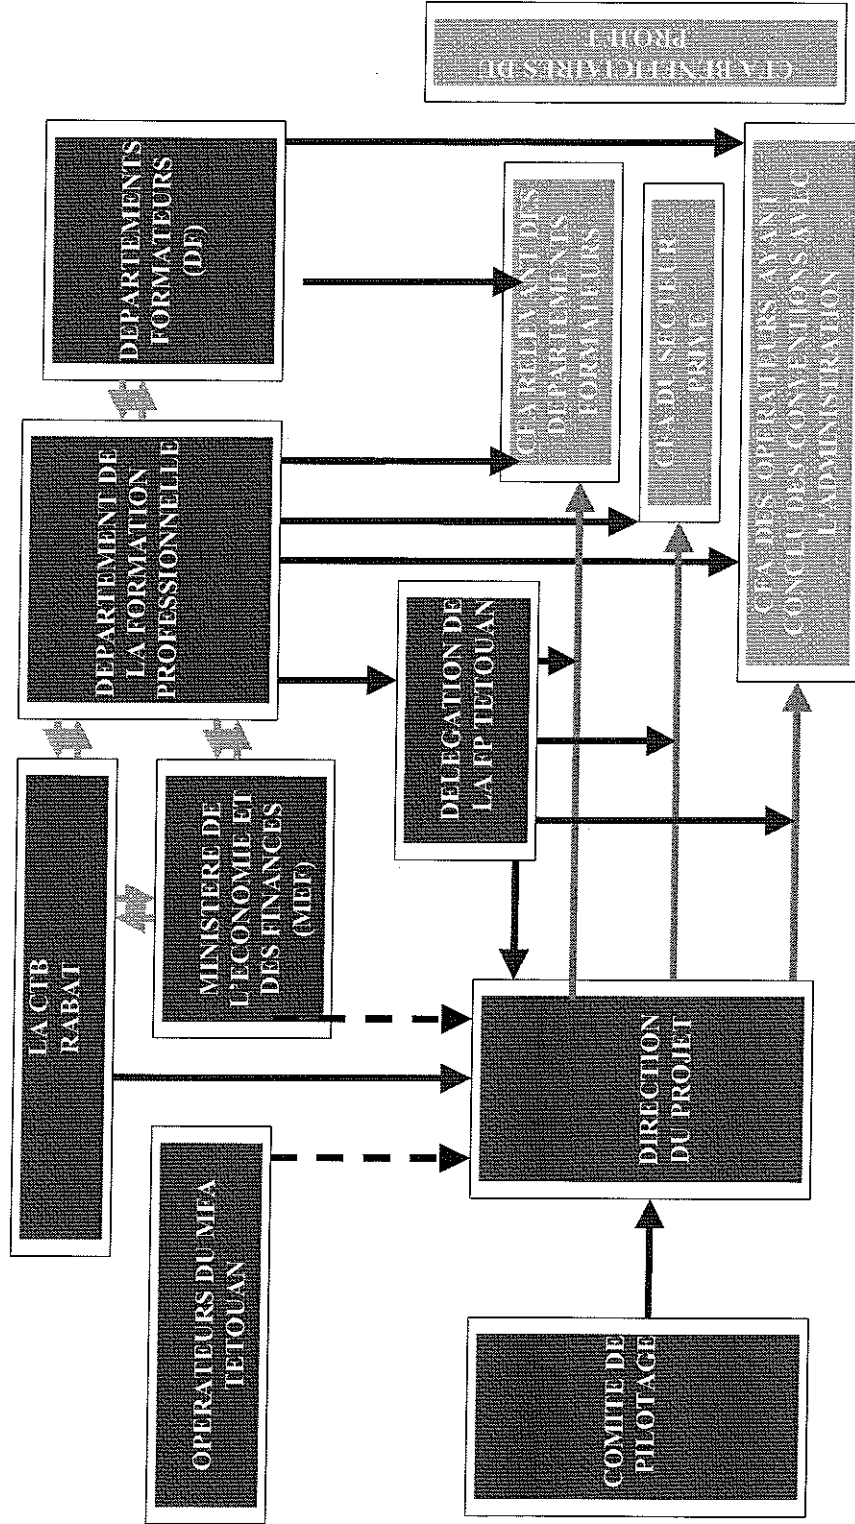 LA CTB
RABAT
DEPARTEMENT DE
LA FORMATION
PROFESSIONNELLE
DEPARTEMENTS
FORMATEURS
(DF)
OPERATEURS DU MFA
TETOUAN
MINISTERE DE
L'ECONOMIE ET
DES FINANCES
(MEF)
DELEGATION DE
LA FP TETOUAN
COMITE DE
PILOTAGE
DIRECTION
DU PROJET
CFA RELEVANT DES
DEPARTEMENTS
FORMATEURS
CFA DU SECTEUR
PRIVE
CFA DES OPERATEURS AYANT
CONCLU DES CONVENTIONS AVEC
L'ADMINISTRATION
CFA BENEFICIAIRES DE
PROJET